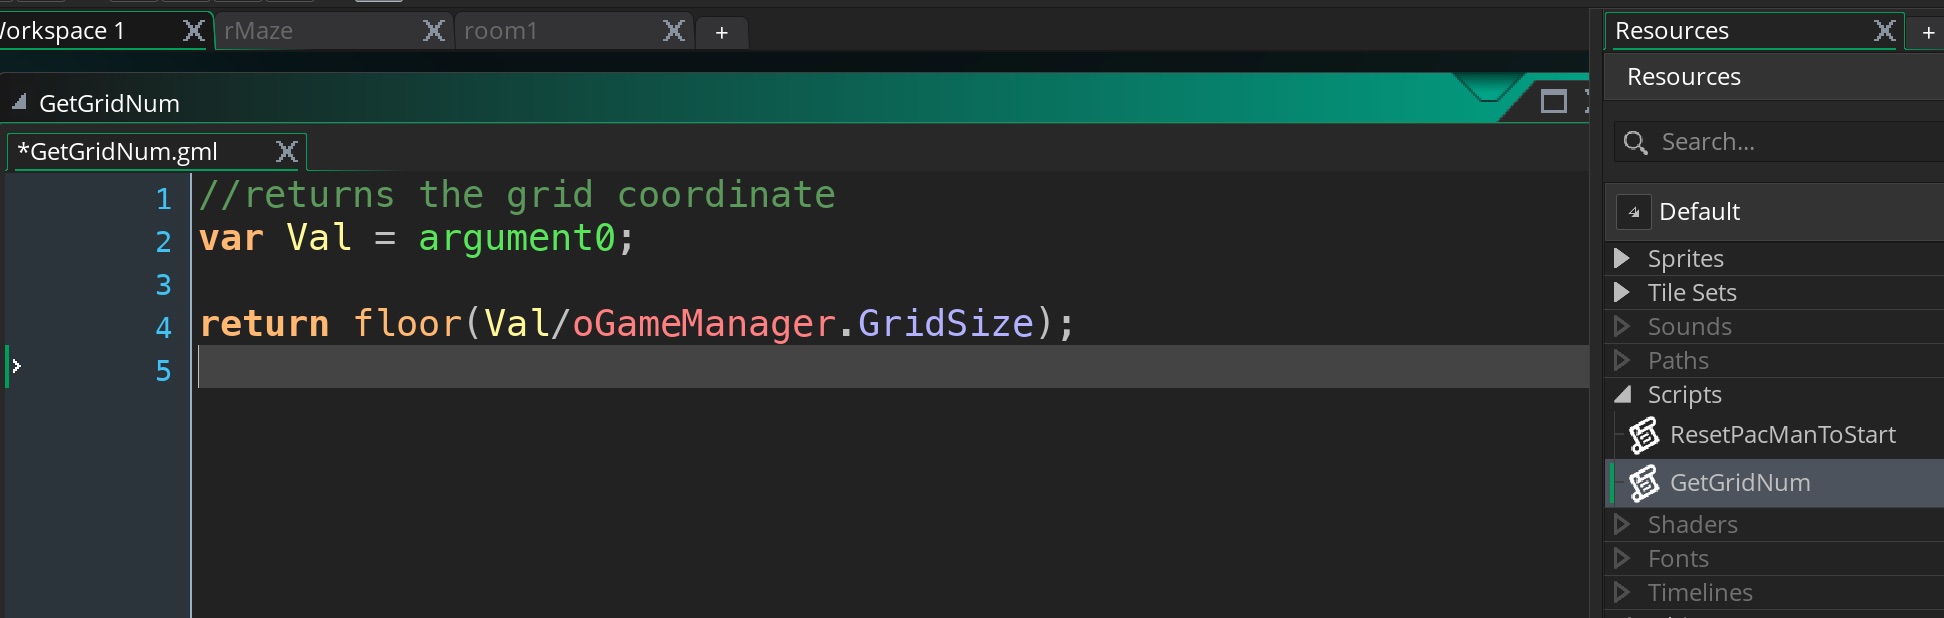 orkspace 1
rMaze
room1
+
Resources
+
GetGridNum
Resources
*GetGridNum.gml
Search...
1 //returns the grid coordinate
2 var Val = argument0;
3
4 return floor(Val/oGameManager.GridSize);
5
Default
Sprites
Tile Sets
Sounds
Paths
Scripts
ResetPacManToStart
GetGridNum
Shaders
Fonts
Timelines